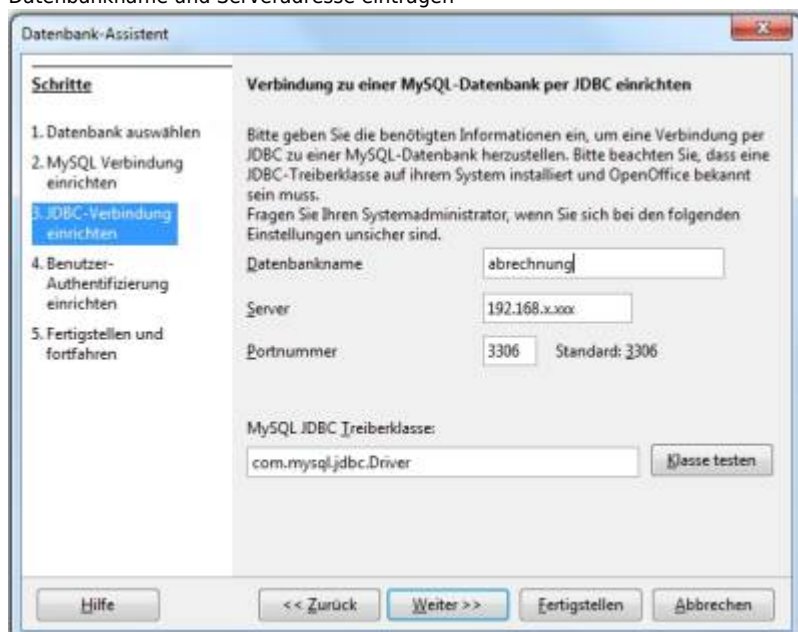 Datenbankname und Serveradresse eintragen
Datenbank-Assistent
Schritte
1. Datenbank auswählen
2. MySQL Verbindung
einrichten
3. JDBC-Verbindung
einrichten
4. Benutzer-
Authentifizierung
einrichten
5. Fertigstellen und
fortfahren
Verbindung zu einer MySQL-Datenbank per JDBC einrichten
Bitte geben Sie die benötigten Informationen ein, um eine Verbindung per
JDBC zu einer MySQL-Datenbank herzustellen. Bitte beachten Sie, dass eine
JDBC-Treiberklasse auf ihrem System installiert und OpenOffice bekannt
sein muss.
Fragen Sie Ihren Systemadministrator, wenn Sie sich bei den folgenden
Einstellungen unsicher sind.
Datenbankname abrechnung
Server 192.168.x.xxx
Portnummer 3306 Standard: 3306
MySQL JDBC Treiberklasse:
com.mysql.jdbc.Driver Klasse testen
Hilfe << Zurück Weiter >> Fertigstellen Abbrechen